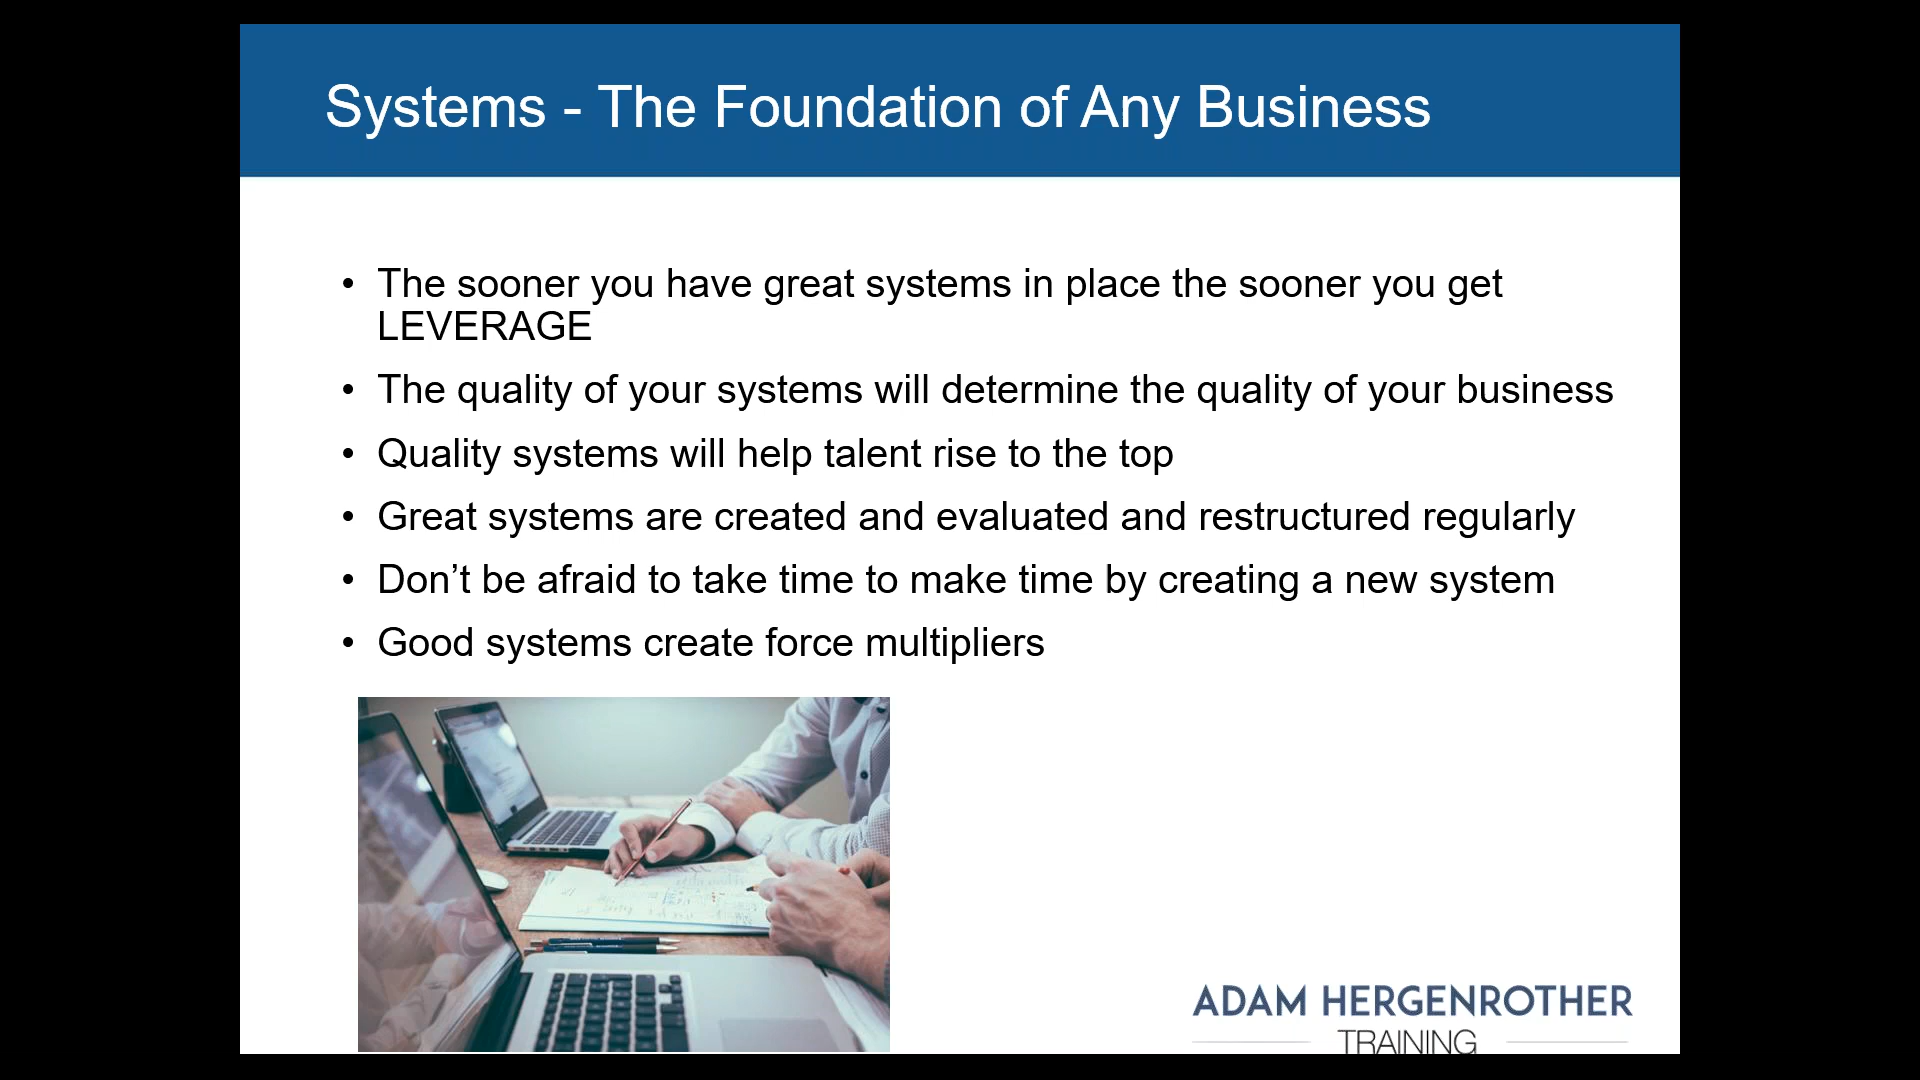 Systems - The Foundation of Any Business
• The sooner you have great systems in place the sooner you get
LEVERAGE
• The quality of your systems will determine the quality of your business
• Quality systems will help talent rise to the top
• Great systems are created and evaluated and restructured regularly
• Don’t be afraid to take time to make time by creating a new system
• Good systems create force multipliers
ADAM HERGENROTHER
TRAINING